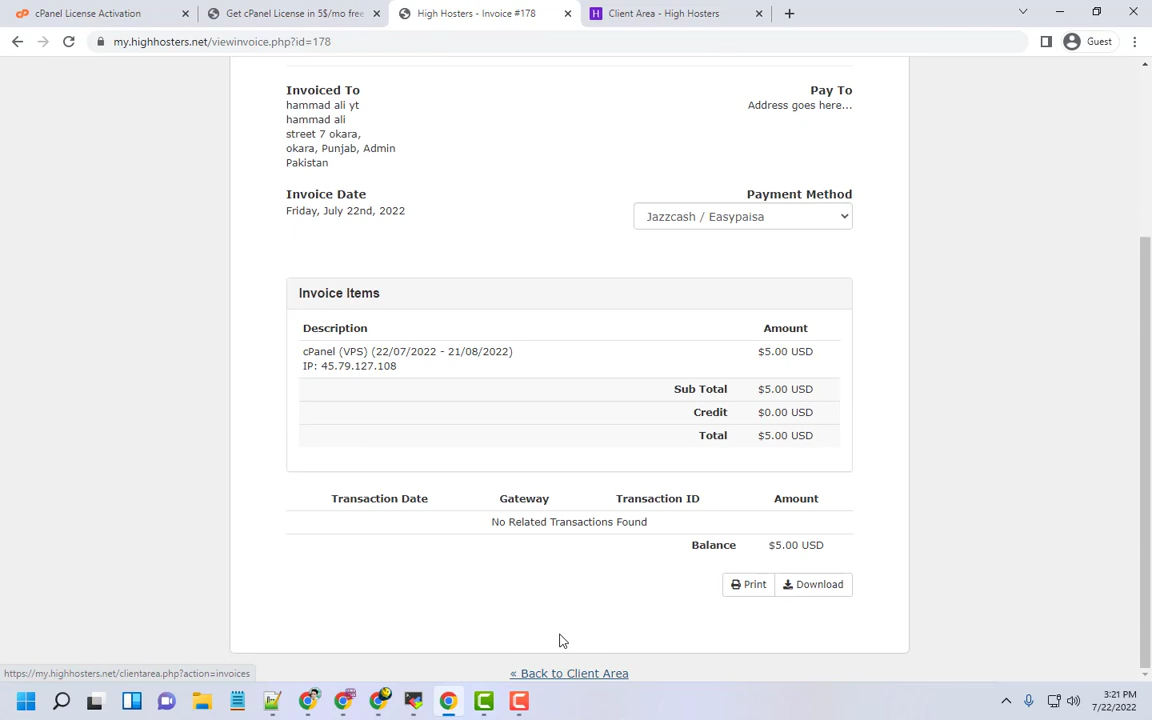 cPanel License Activation
Get cPanel License in 5$/mo free
High Hosters - Invoice #178
Client Area - High Hosters
my.highhosters.net/viewinvoice.php?id=178
Guest
Invoiced To
Pay To
hammad ali yt
Address goes here...
hammad ali
street 7 okara,
okara, Punjab, Admin
Pakistan
Invoice Date
Payment Method
Friday, July 22nd, 2022
Jazzcash / Easypaisa
Invoice Items
Description Amount
cPanel (VPS) (22/07/2022 - 21/08/2022) $5.00 USD
IP: 45.79.127.108
Sub Total $5.00 USD
Credit $0.00 USD
Total $5.00 USD
Transaction Date Gateway Transaction ID Amount
No Related Transactions Found
Balance $5.00 USD
Print Download
« Back to Client Area
https://my.highhosters.net/clientarea.php?action=invoices
3:21 PM
7/22/2022